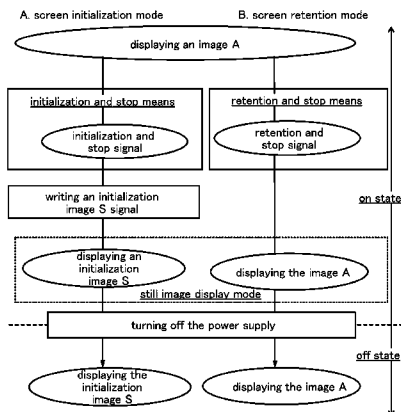 A. screen initialization mode
B. screen retention mode
displaying an image A
initialization and stop means
retention and stop means
initialization and
stop signal
retention and
stop signal
writing an initialization
image S signal
on state
displaying an
initialization
image S
displaying the image A
still image display mode
turning off the power supply
off state
displaying the
initialization
image S
displaying the image A